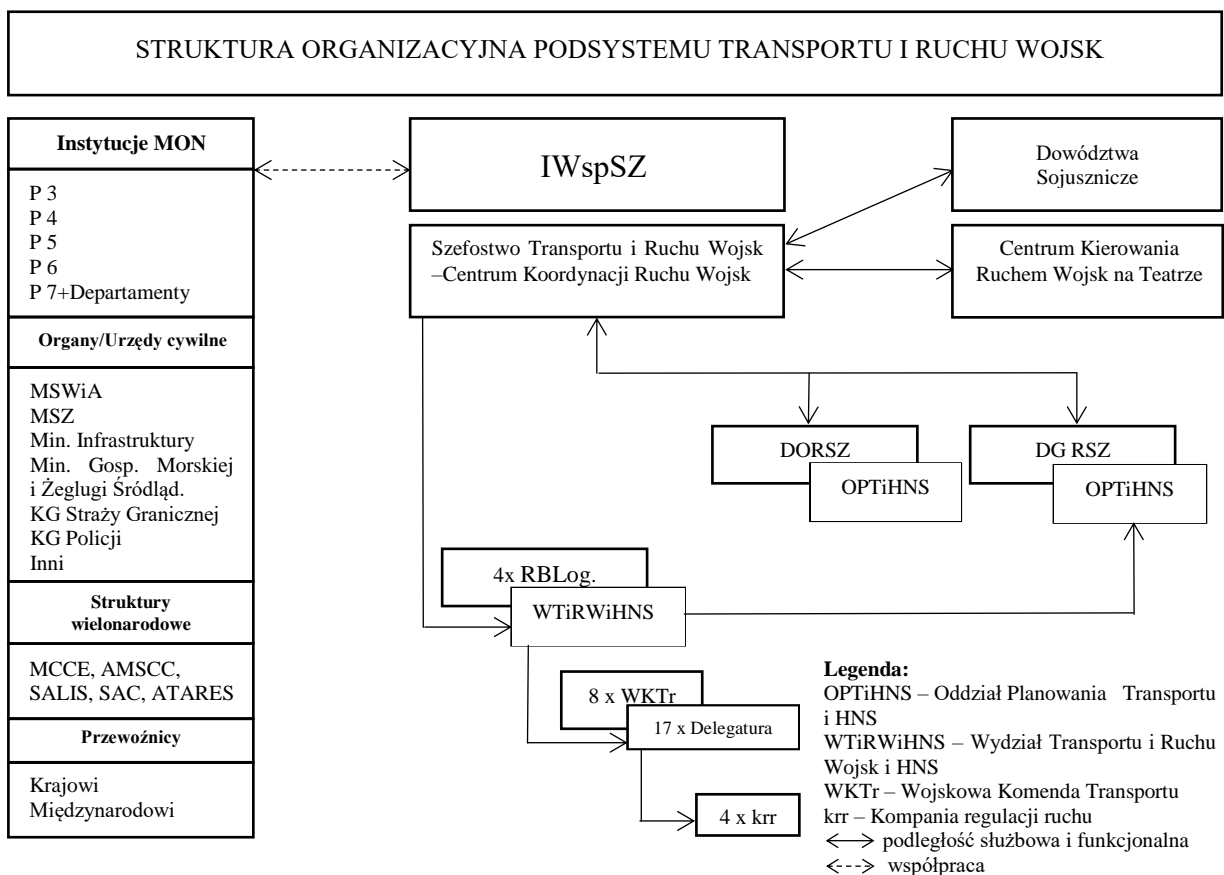 STRUKTURA ORGANIZACYJNA PODSYSTEMU TRANSPORTU I RUCHU WOJSK
Instytucje MON
P 3
P 4
P 5
P 6
P 7+Departamenty
Organy/Urzędy cywilne
MSWiA
MSZ
Min. Infrastruktury
Min. Gosp. Morskiej
i Żeglugi Śródląd.
KG Straży Granicznej
KG Policji
Inni
Struktury
wielonarodowe
MCCE, AMSCC,
SALIS, SAC, ATARES
Przewoźnicy
Krajowi
Międzynarodowi
IWspSZ
Szefostwo Transportu i Ruchu Wojsk
–Centrum Koordynacji Ruchu Wojsk
Dowództwa
Sojusznicze
Centrum Kierowania
Ruchem Wojsk na Teatrze
DORSZ
OPTiHNS
DG RSZ
OPTiHNS
4x RBLog.
WTiRWiHNS
8 x WKTr
17 x Delegatura
4 x krr
Legenda:
OPTiHNS – Oddział Planowania Transportu
i HNS
WTiRWiHNS – Wydział Transportu i Ruchu
Wojsk i HNS
WKTr – Wojskowa Komenda Transportu
krr – Kompania regulacji ruchu
podległość służbowa i funkcjonalna
współpraca